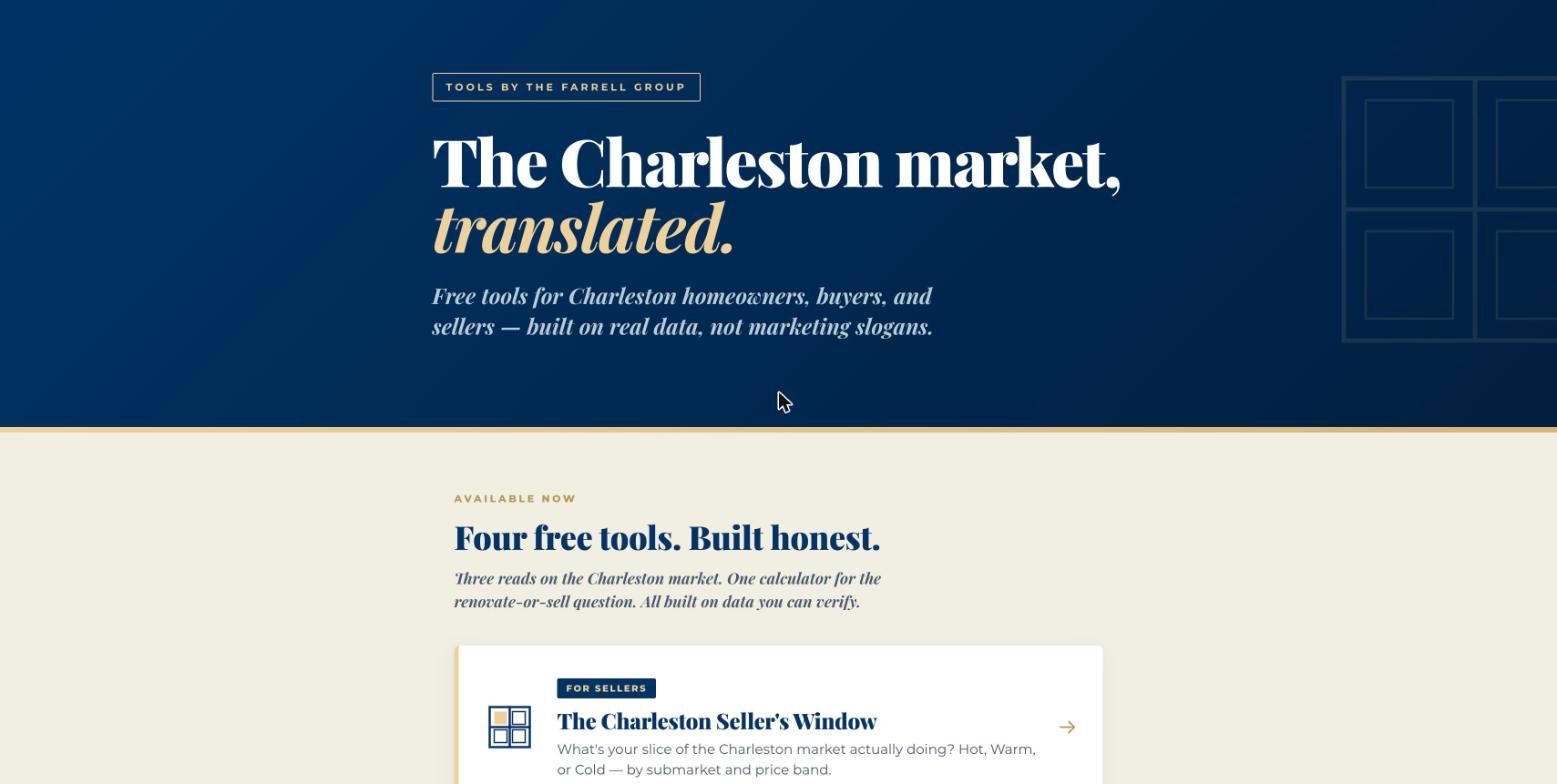 TOOLS BY THE FARRELL GROUP
The Charleston market,
translated.
Free tools for Charleston homeowners, buyers, and
sellers — built on real data, not marketing slogans.
AVAILABLE NOW
Four free tools. Built honest.
Three reads on the Charleston market. One calculator for the
renovate-or-sell question. All built on data you can verify.
FOR SELLERS
The Charleston Seller's Window
What's your slice of the Charleston market actually doing? Hot, Warm,
or Cold — by submarket and price band.